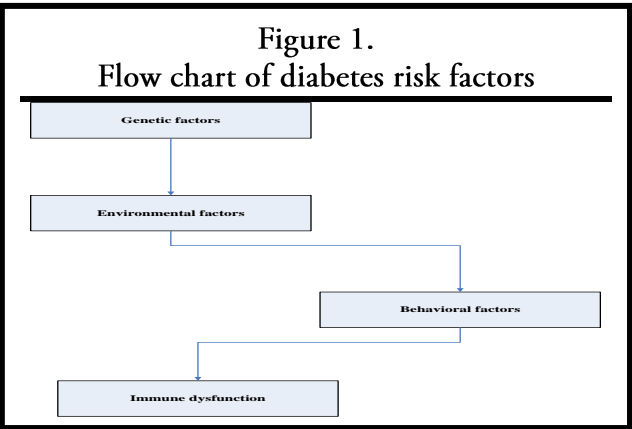 Figure 1.
Flow chart of diabetes risk factors
Genetic factors
Environmental factors
Behavioral factors
Immune dysfunction